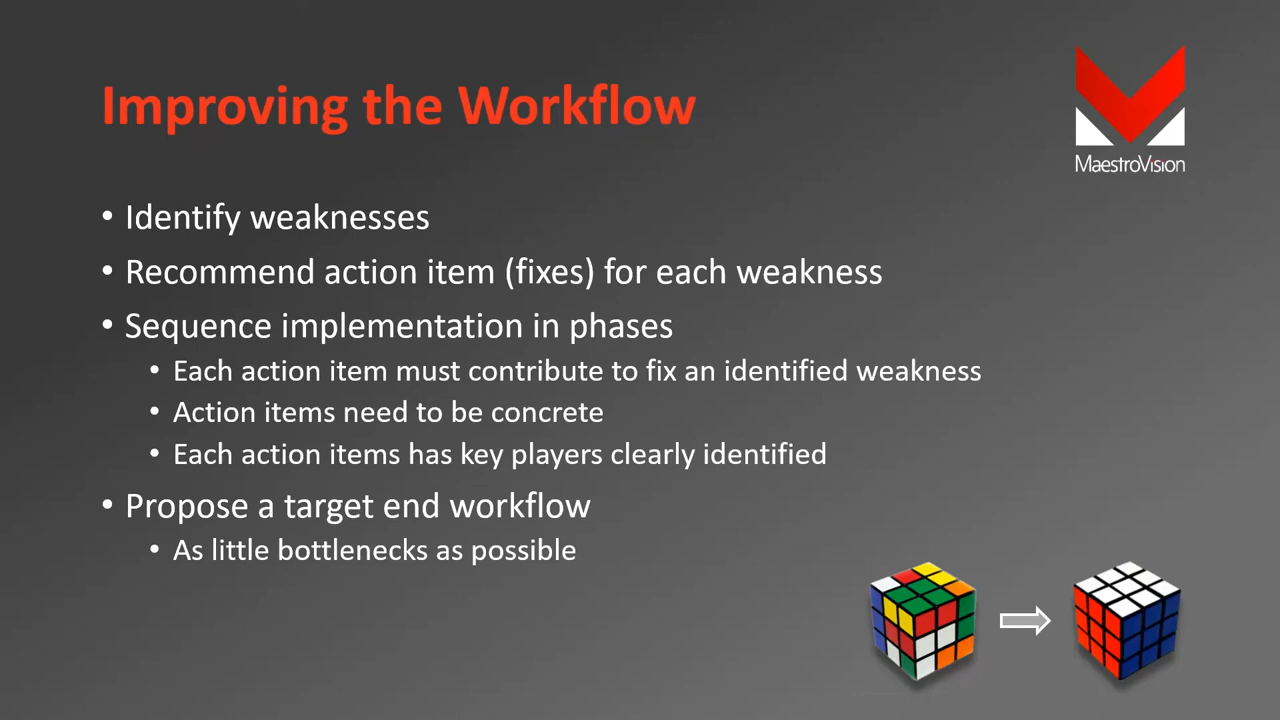 Improving the Workflow
MaestroVision
• Identify weaknesses
• Recommend action item (fixes) for each weakness
• Sequence implementation in phases
• Each action item must contribute to fix an identified weakness
• Action items need to be concrete
• Each action items has key players clearly identified
• Propose a target end workflow
• As little bottlenecks as possible